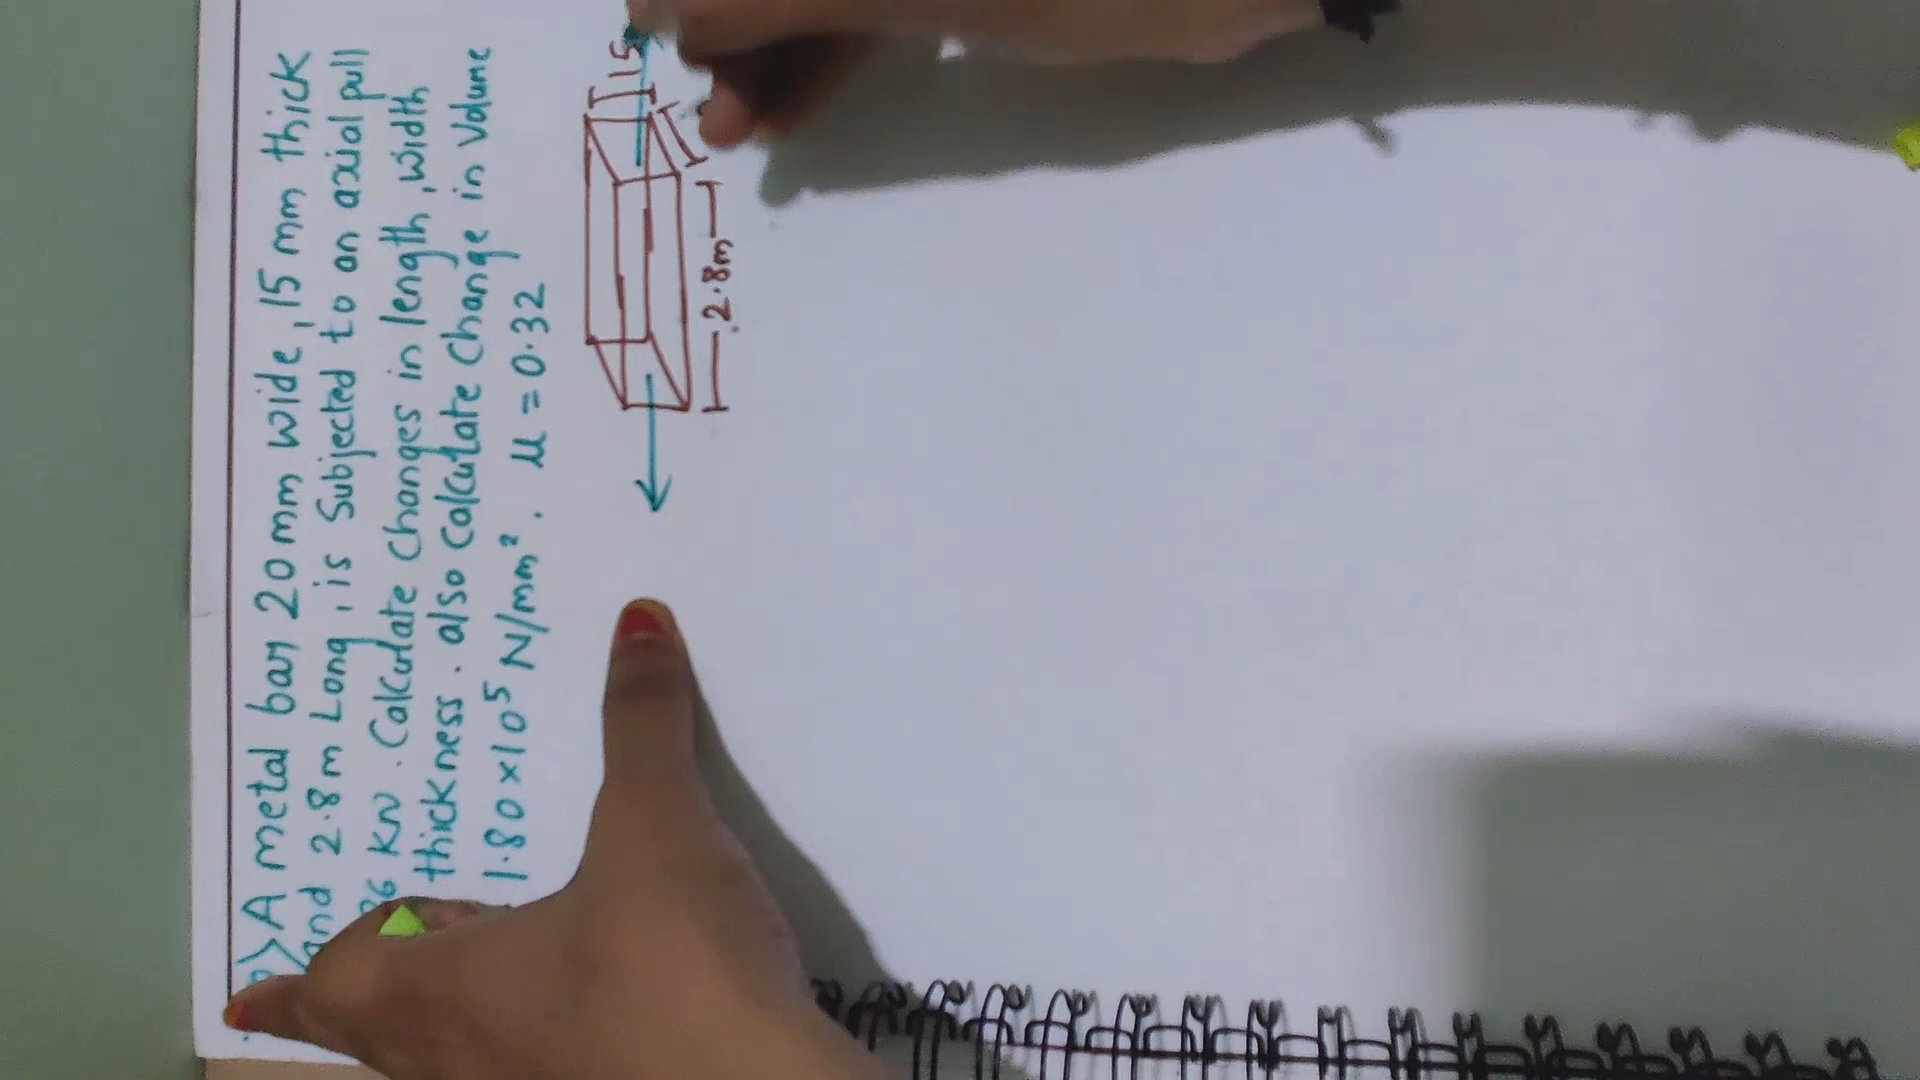 > A metal bar 20 mm wide, 15 mm thick
and 2.8 m Long, is Subjected to an axial pull
KN. Calculate changes in length, width
thickness. also calculate change in Volume
1.80 x 10⁵ N/mm². μ = 0.32
15
2.8m